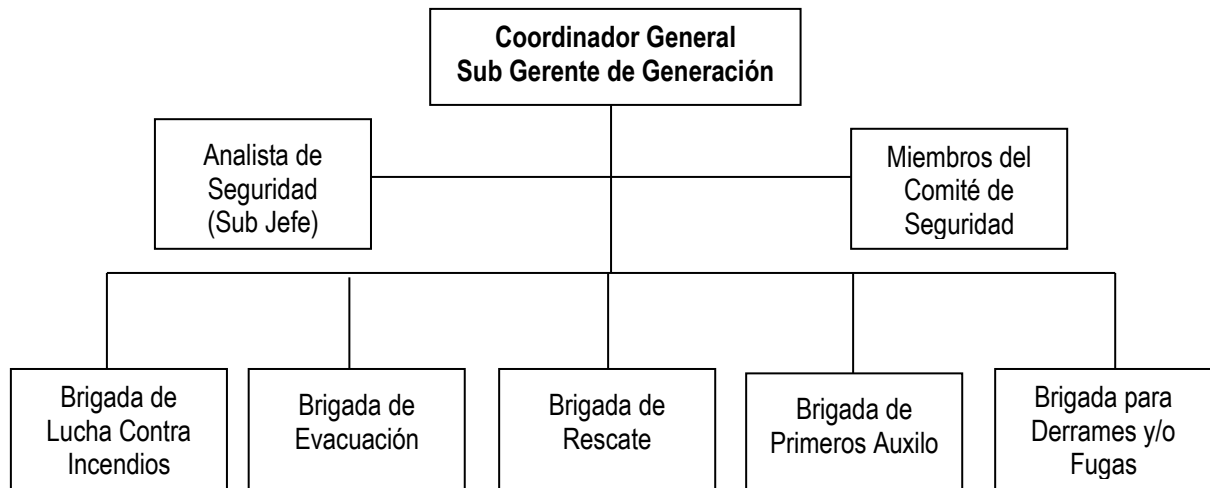 Coordinador General
Sub Gerente de Generación
Analista de
Seguridad
(Sub Jefe)
Miembros del
Comité de
Seguridad
Brigada de
Lucha Contra
Incendios
Brigada de
Evacuación
Brigada de
Rescate
Brigada de
Primeros Auxilo
Brigada para
Derrames y/o
Fugas